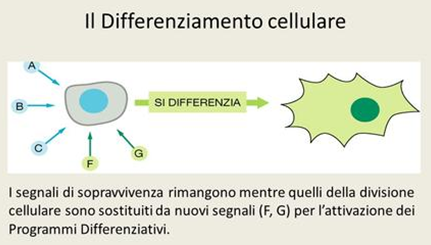 Il Differenziamento cellulare
A
B
C
F
G
SI DIFFERENZIA
I segnali di sopravvivenza rimangono mentre quelli della divisione
cellulare sono sostituiti da nuovi segnali (F, G) per l'attivazione dei
Programmi Differenziativi.